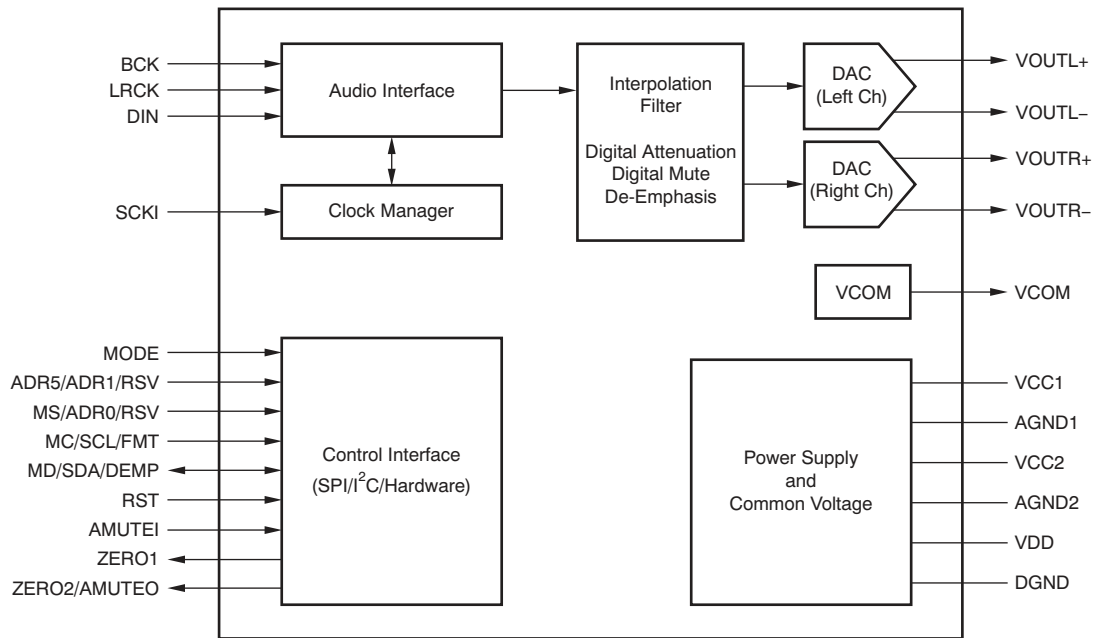 BCK
LRCK
DIN
SCKI
Audio Interface
Clock Manager
Interpolation
Filter
Digital Attenuation
Digital Mute
De-Emphasis
DAC
(Left Ch)
DAC
(Right Ch)
VOUTL+
VOUTL−
VOUTR+
VOUTR−
VCOM
VCOM
MODE
ADR5/ADR1/RSV
MS/ADR0/RSV
MC/SCL/FMT
MD/SDA/DEMP
RST
AMUTEI
ZERO1
ZERO2/AMUTEO
Control Interface
(SPI/I²C/Hardware)
Power Supply
and
Common Voltage
VCC1
AGND1
VCC2
AGND2
VDD
DGND